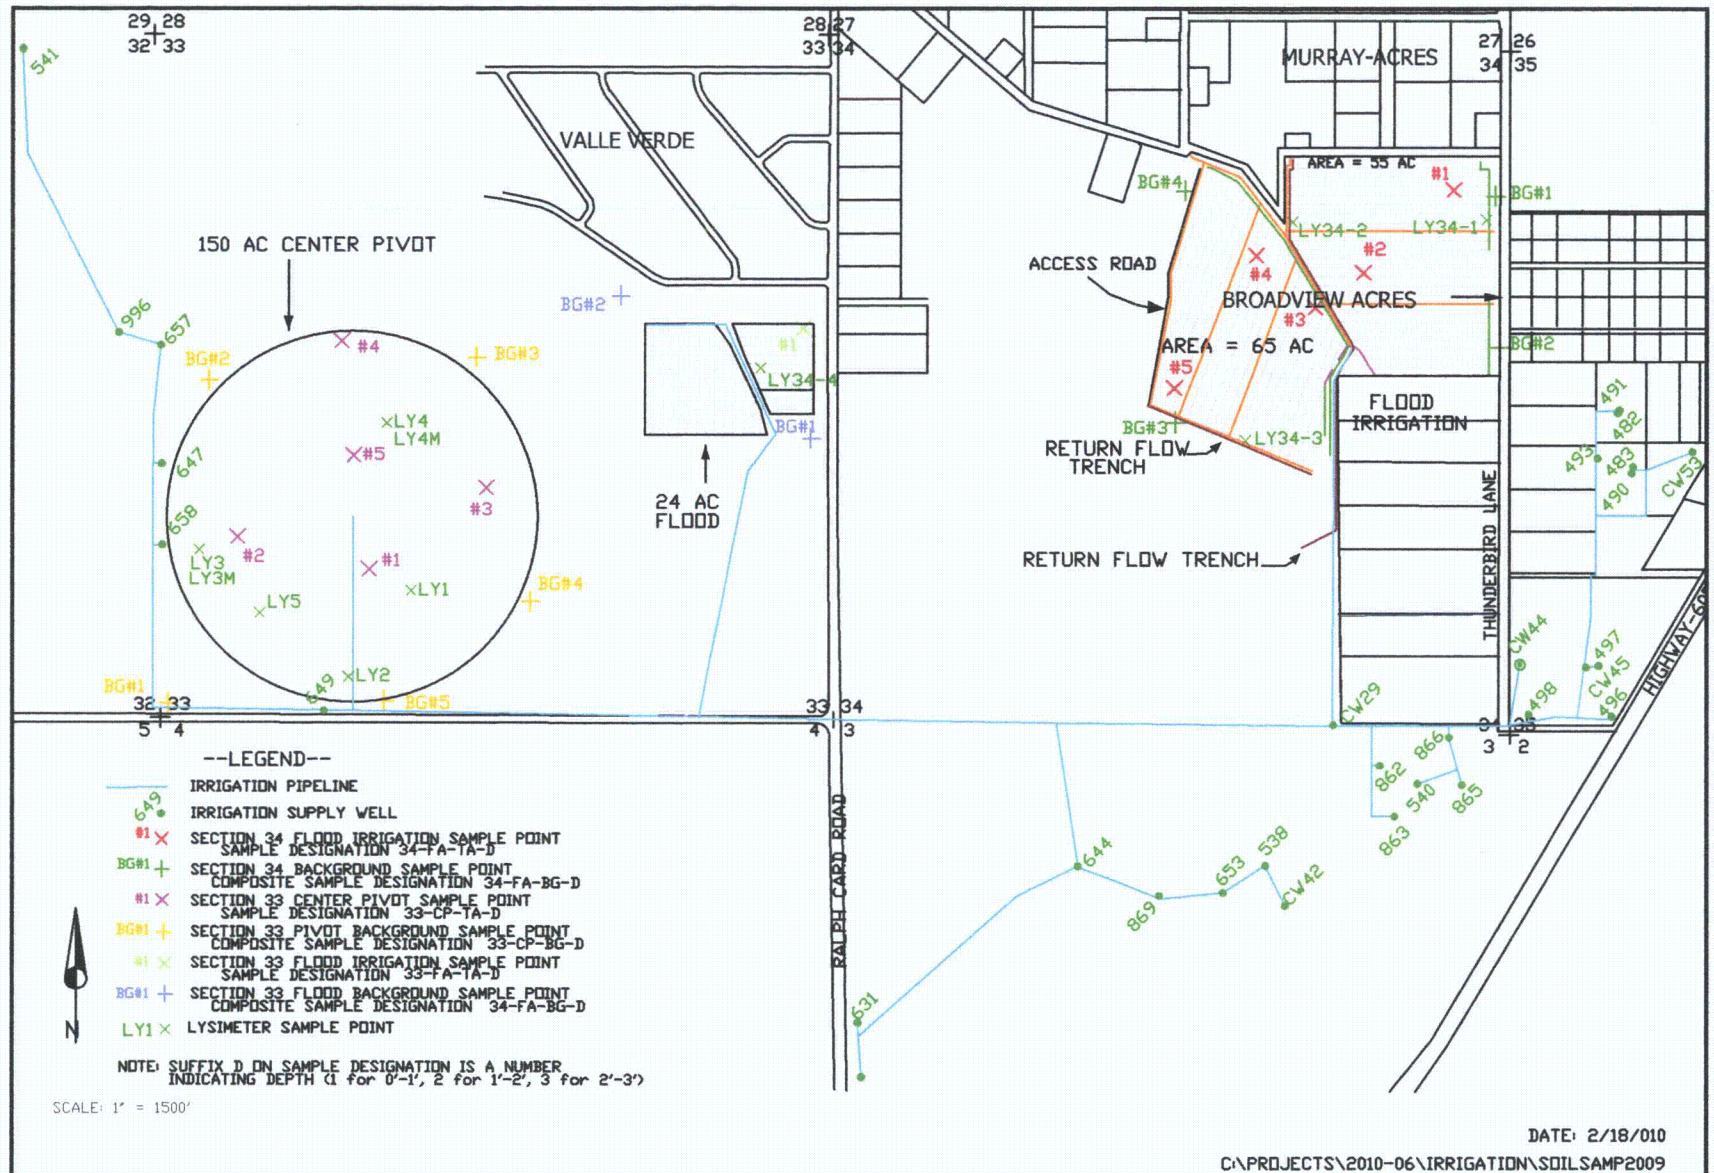 29 28
32 33
28 27
33 34
27 26
34 35
541
MURRAY-ACRES
VALLE VERDE
AREA = 55 AC
#1
BG#4
BG#1
LY34-2
LY34-1
150 AC CENTER PIVOT
#2
ACCESS ROAD
#4
BG#2
BROADVIEW ACRES
996
657
#3
#4
BG#2
BG#3
#1
AREA = 65 AC
BG#2
LY34-4
#5
491
482
FLOOD
IRRIGATION
LY4
LY4M
BG#1
BG#3
LY34-3
#5
RETURN FLOW
TRENCH
493
483
490
CW53
647
#3
24 AC
FLOOD
658
THUNDERBIRD LANE
#2
LY3
LY3M
#1
RETURN FLOW TRENCH
BG#4
LY1
LY5
HIGHWAY-605
CW44
497
CW45
LY2
649
BG#1
BG#5
CW29
498
496
32 33
5 4
33 34
4 3
34 35
3 2
866
862
540
865
863
--LEGEND--
IRRIGATION PIPELINE
649
IRRIGATION SUPPLY WELL
#1
SECTION 34 FLOOD IRRIGATION SAMPLE POINT
SAMPLE DESIGNATION 34-FA-TA-D
BG#1
SECTION 34 BACKGROUND SAMPLE POINT
COMPOSITE SAMPLE DESIGNATION 34-FA-BG-D
#1
SECTION 33 CENTER PIVOT SAMPLE POINT
SAMPLE DESIGNATION 33-CP-TA-D
BG#1
SECTION 33 PIVOT BACKGROUND SAMPLE POINT
COMPOSITE SAMPLE DESIGNATION 33-CP-BG-D
#1
SECTION 33 FLOOD IRRIGATION SAMPLE POINT
SAMPLE DESIGNATION 33-FA-TA-D
BG#1
SECTION 33 FLOOD BACKGROUND SAMPLE POINT
COMPOSITE SAMPLE DESIGNATION 34-FA-BG-D
LY1
LYSIMETER SAMPLE POINT
N
RALPH CARD ROAD
644
538
653
CW42
869
631
NOTE: SUFFIX D ON SAMPLE DESIGNATION IS A NUMBER
INDICATING DEPTH (1 for 0'-1', 2 for 1'-2', 3 for 2'-3')
SCALE: 1" = 1500'
DATE: 2/18/010
C:\PROJECTS\2010-06\IRRIGATION\SOILSAMP2009